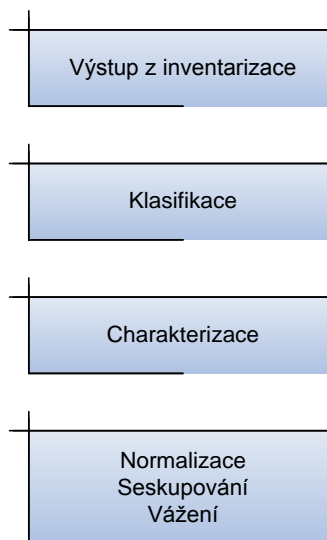 Výstup z inventarizace
Klasifikace
Charakterizace
Normalizace
Seskupování
Vážení